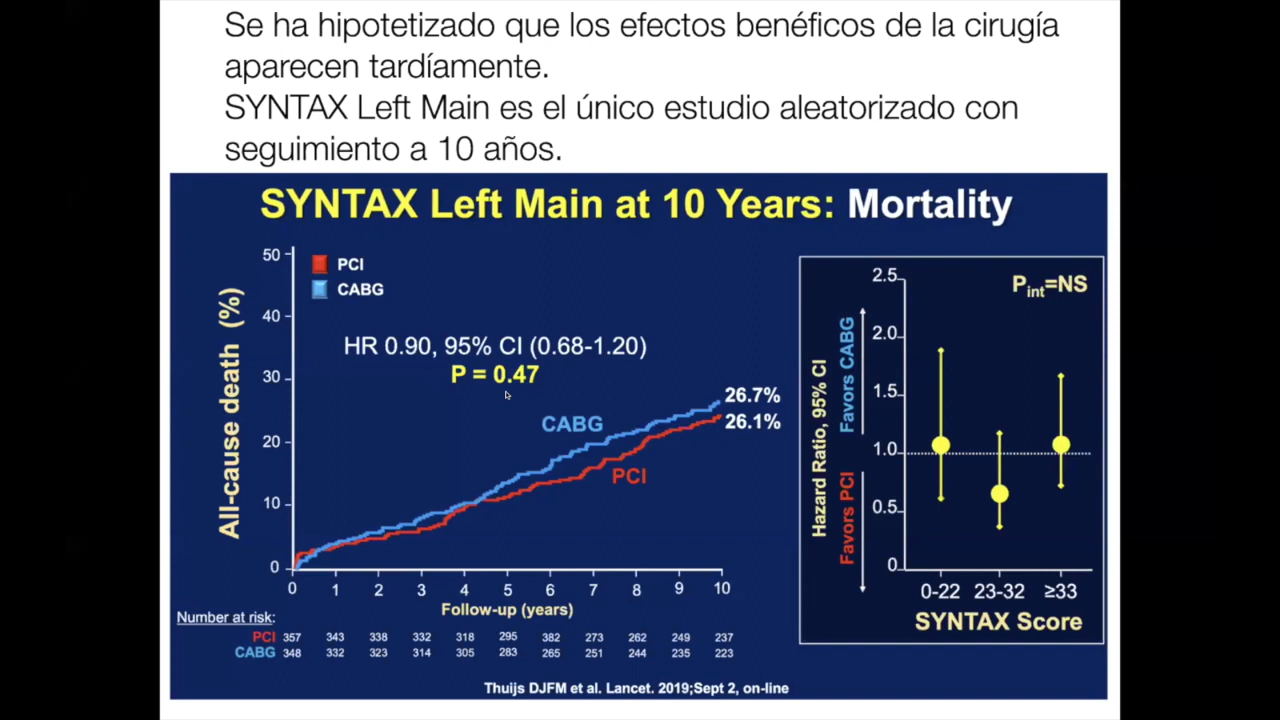 Se ha hipotetizado que los efectos benéficos de la cirugía
aparecen tardíamente.
SYNTAX Left Main es el único estudio aleatorizado con
seguimiento a 10 años.
SYNTAX Left Main at 10 Years: Mortality
All-cause death (%)
50
40
30
20
10
0
PCI
CABG
HR 0.90, 95% CI (0.68-1.20)
P = 0.47
CABG
PCI
26.7%
26.1%
0 1 2 3 4 5 6 7 8 9 10
Follow-up (years)
Number at risk:
PCI 357 343 338 332 318 295 382 273 262 249 237
CABG 348 332 323 314 305 283 265 251 244 235 223
Hazard Ratio, 95% CI
Favors PCI
Favors CABG
Pint=NS
2.5
2.0
1.5
1.0
0.5
0
0-22 23-32 ≥33
SYNTAX Score
Thuijs DJFM et al. Lancet. 2019;Sept 2, on-line